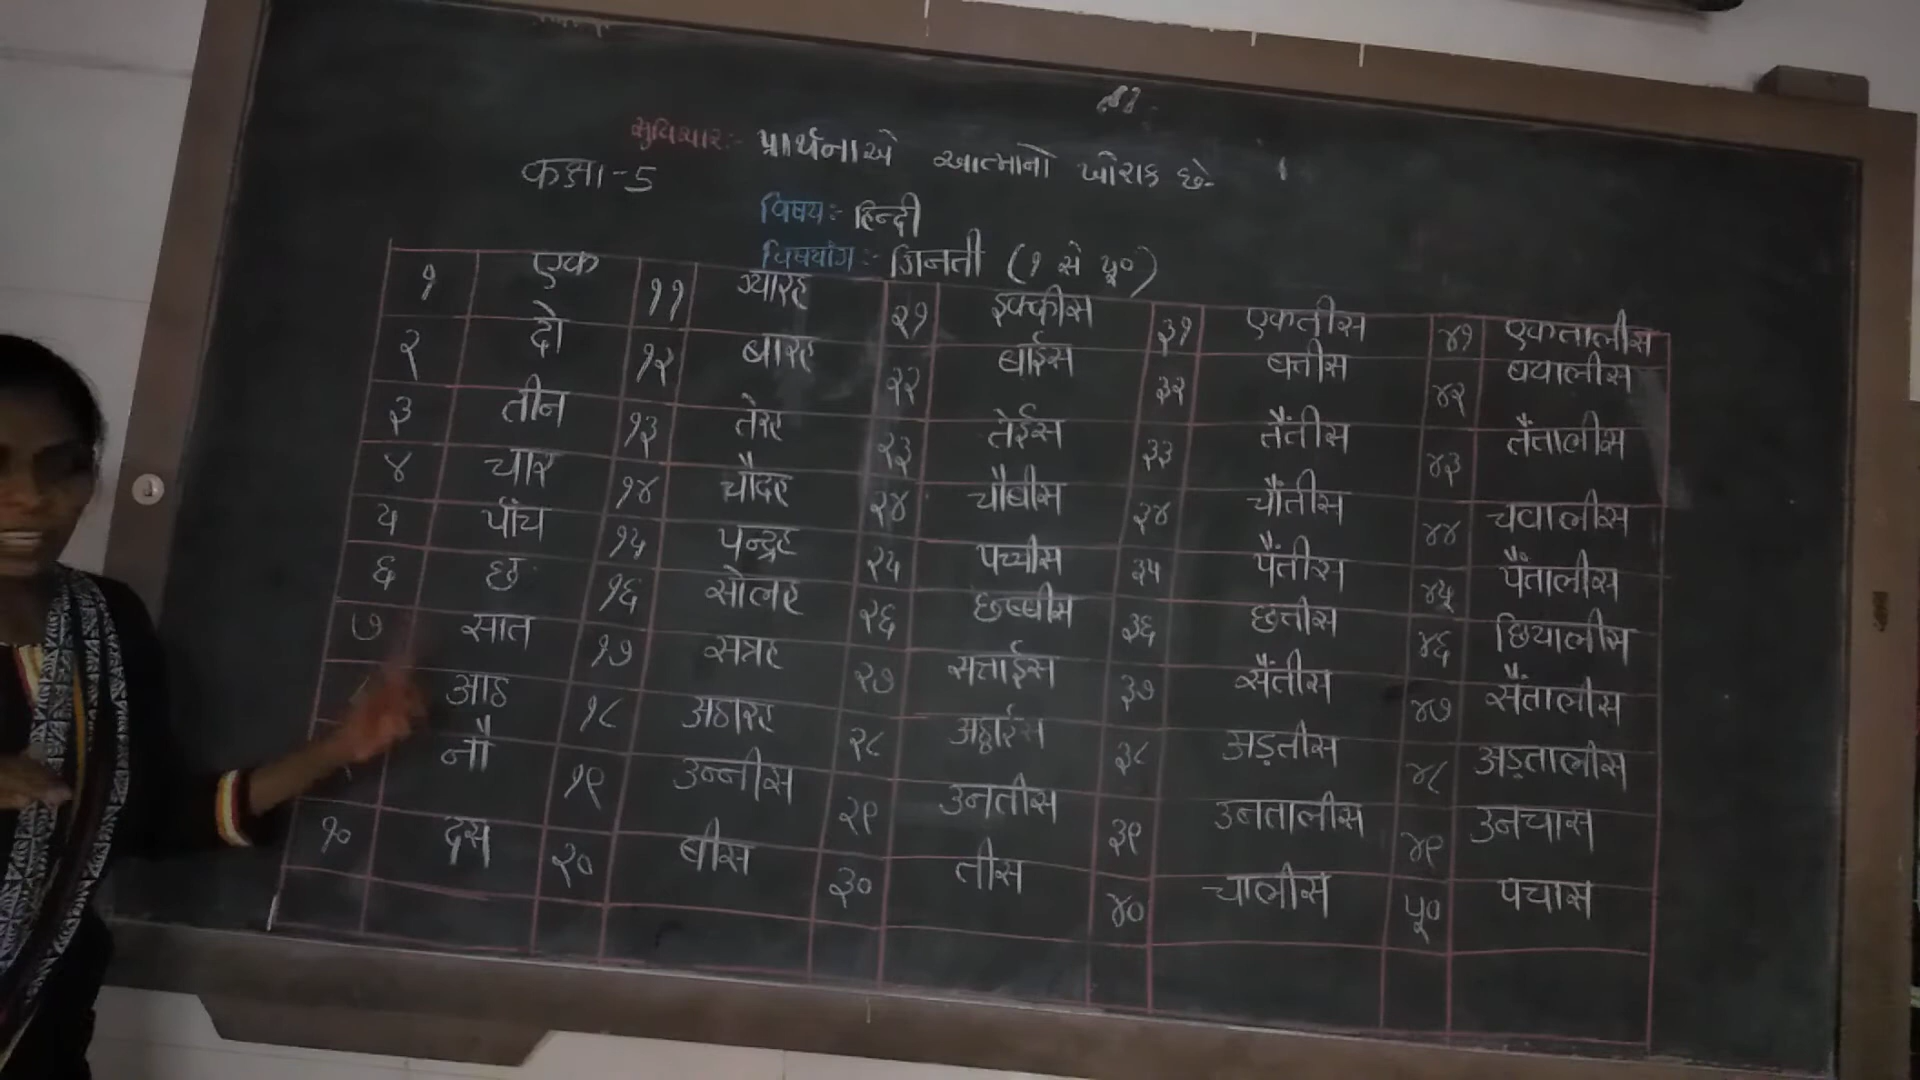 સુવિચાર:- પ્રાર્થના એ આત્માનો ખોરાક છે.
कक्षा-5
विषय:- हिन्दी
विषयांग:- गिनती (१ से ५०)
१ एक ११ ग्यारह २१ इक्कीस ३१ एकतीस ४१ एकतालीस
२ दो १२ बारह २२ बाईस ३२ बत्तीस ४२ बयालीस
३ तीन १३ तेरह २३ तेईस ३३ तैंतीस ४३ तैंतालीस
४ चार १४ चौदह २४ चौबीस ३४ चौंतीस ४४ चवालीस
५ पाँच १५ पन्द्रह २५ पच्चीस ३५ पैंतीस ४५ पैंतालीस
६ छः १६ सोलह २६ छब्बीस ३६ छत्तीस ४६ छियालीस
७ सात १७ सत्रह २७ सत्ताईस ३७ सैंतीस ४७ सैंतालीस
आठ १८ अठारह २८ अठ्ठाईस ३८ अड़तीस ४८ अड़तालीस
नौ १९ उन्नीस २९ उनतीस ३९ उनतालीस ४९ उनचास
१० दस २० बीस ३० तीस ४० चालीस ५० पचास